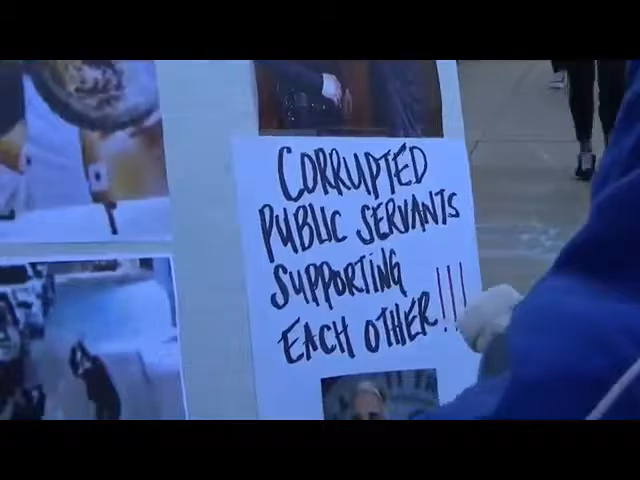 CORRUPTED
PUBLIC SERVANTS
SUPPORTING
EACH OTHER!!!